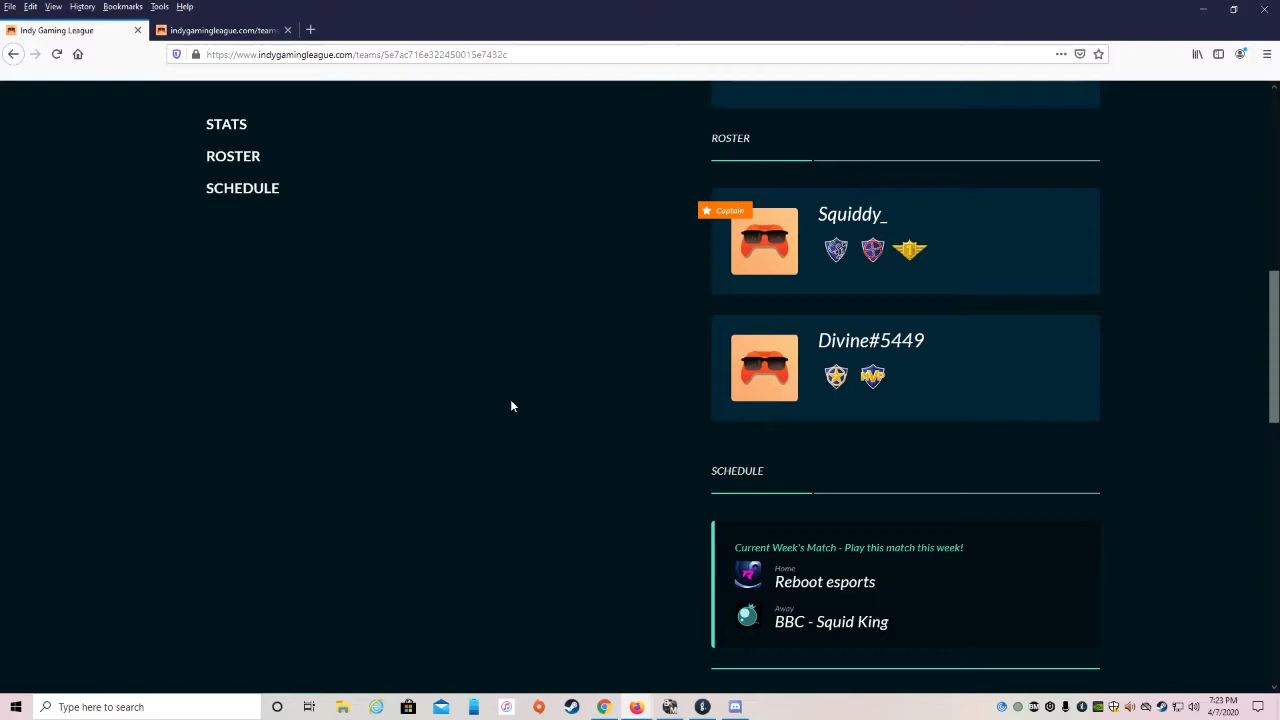 File Edit View History Bookmarks Tools Help
Indy Gaming League
indygamingleague.com/teams
https://www.indygamingleague.com/teams/5e7ac716e322450015e7432c
STATS
ROSTER
SCHEDULE
ROSTER
Captain
Squiddy_
Divine#5449
MVP
SCHEDULE
Current Week's Match - Play this match this week!
Home
Reboot esports
Away
BBC - Squid King
Type here to search
7:23 PM
4/7/2020